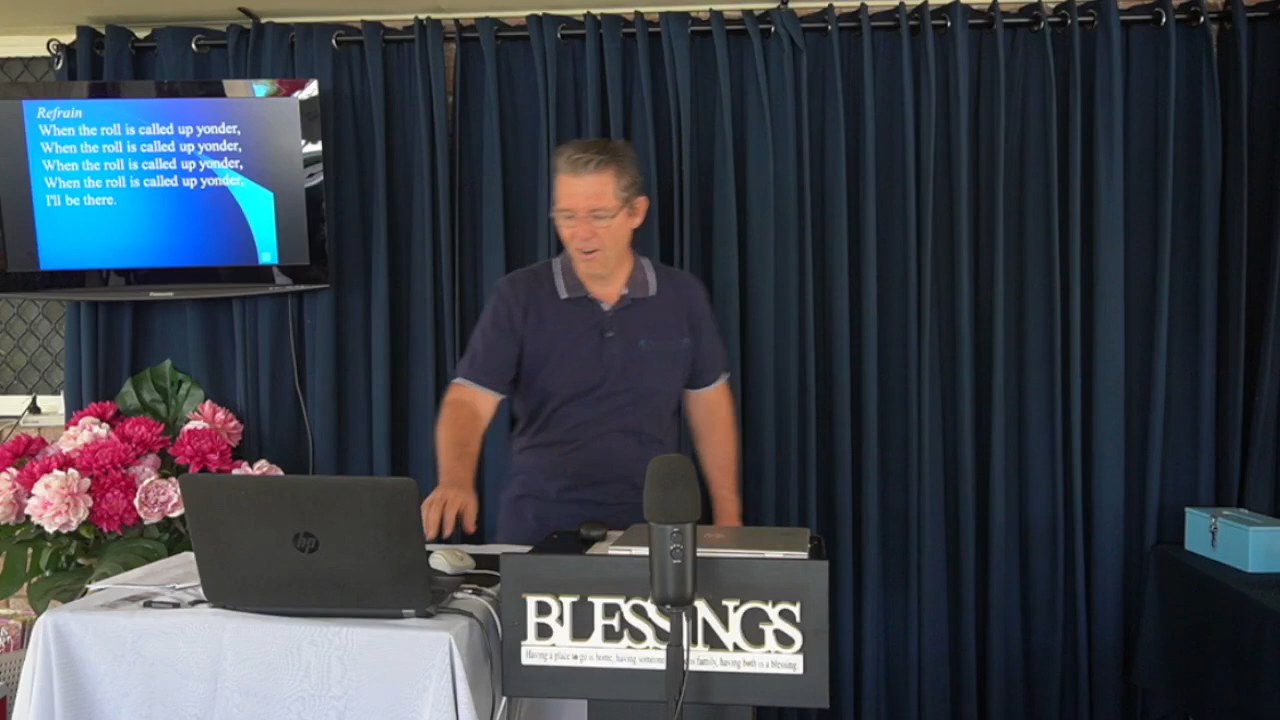 Refrain
When the roll is called up yonder,
When the roll is called up yonder,
When the roll is called up yonder,
When the roll is called up yonder,
I'll be there.
Panasonic
hp
BLESSINGS
Having a place to go is home, having someone family, having both is a blessing.